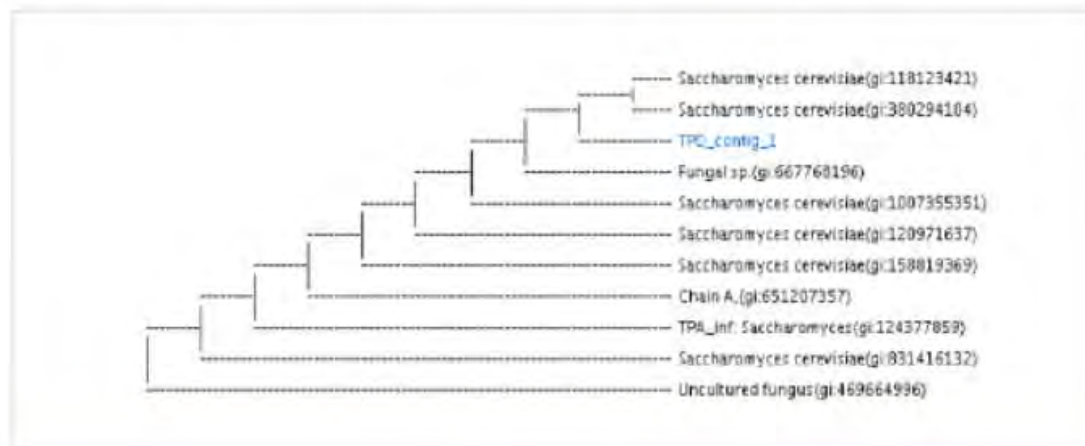 Saccharomyces cerevisiae(gi:118123421)
Saccharomyces cerevisiae(gi:380294104)
TPD_contig_1
Fungal sp.(gi:667768196)
Saccharomyces cerevisiae(gi:1007355351)
Saccharomyces cerevisiae(gi:120971637)
Saccharomyces cerevisiae(gi:158819369)
Chain A,(gi:651207357)
TPA_inf: Saccharomyces(gi:124377859)
Saccharomyces cerevisiae(gi:831416132)
Uncultured fungus(gi:469664996)